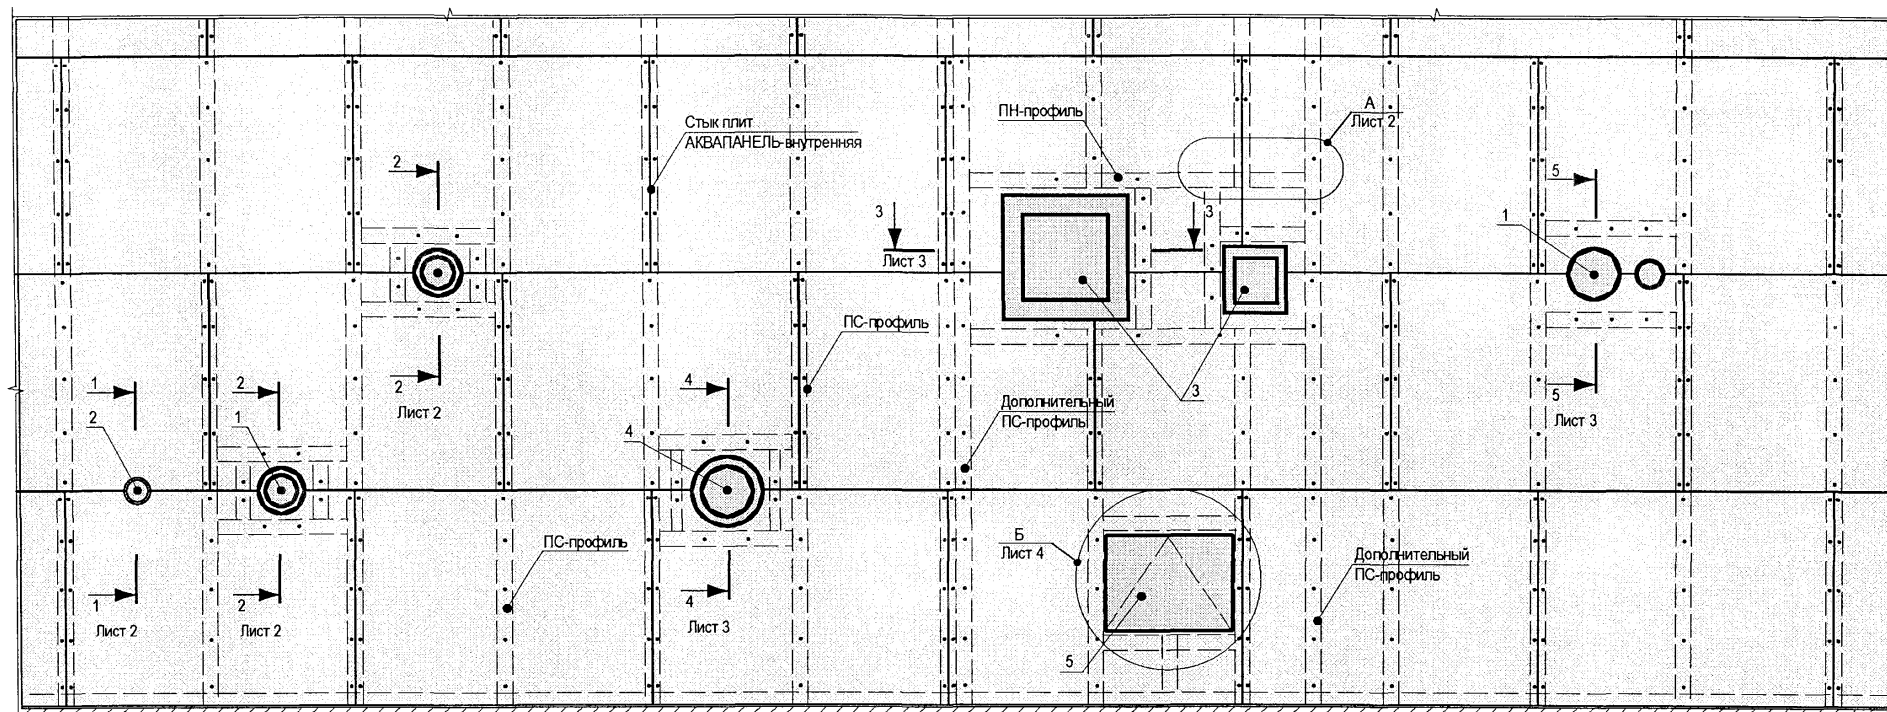 А
Лист 2
ПН-профиль
Стык плит
АКВАПАНЕЛЬ-внутренняя
2
5
3
3
1
Лист 3
ПС-профиль
1
2
2
4
2
Лист 2
3
5
Лист 3
2
1
4
Дополнительный
ПС-профиль
Б
Лист 4
ПС-профиль
Дополнительный
ПС-профиль
1
2
4
Лист 2
Лист 2
Лист 3
5